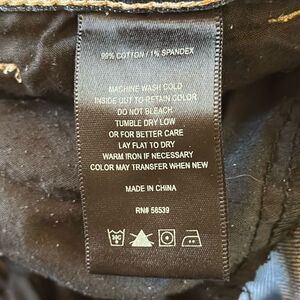 99% COTTON / 1% SPANDEX
MACHINE WASH COLD
INSIDE OUT TO RETAIN COLOR
DO NOT BLEACH
TUMBLE DRY LOW
OR FOR BETTER CARE
LAY FLAT TO DRY
WARM IRON IF NECESSARY
COLOR MAY TRANSFER WHEN NEW
MADE IN CHINA
RN# 58539